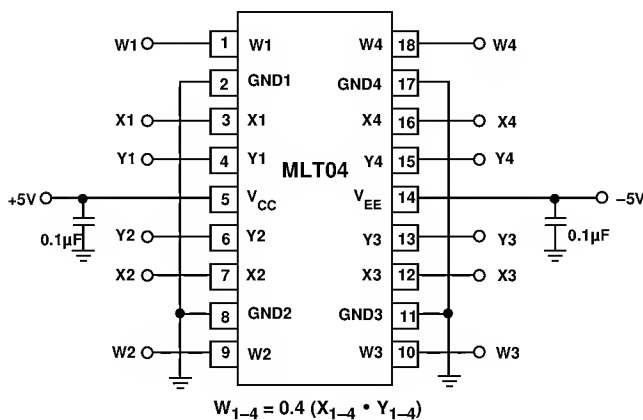 W1 1 W1 W4 18 W4
2 GND1 GND4 17
X1 3 X1 X4 16 X4
Y1 4 Y1 Y4 15 Y4
MLT04
+5V 5 VCC VEE 14 –5V
0.1µF 0.1µF
Y2 6 Y2 Y3 13 Y3
X2 7 X2 X3 12 X3
8 GND2 GND3 11
W2 9 W2 W3 10 W3
W1–4 = 0.4 (X1–4 • Y1–4)